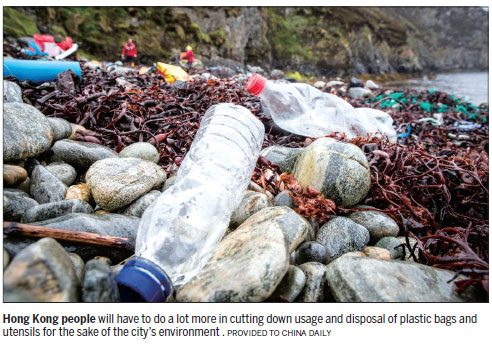 Hong Kong people will have to do a lot more in cutting down usage and disposal of plastic bags and
utensils for the sake of the city's environment . PROVIDED TO CHINA DAILY